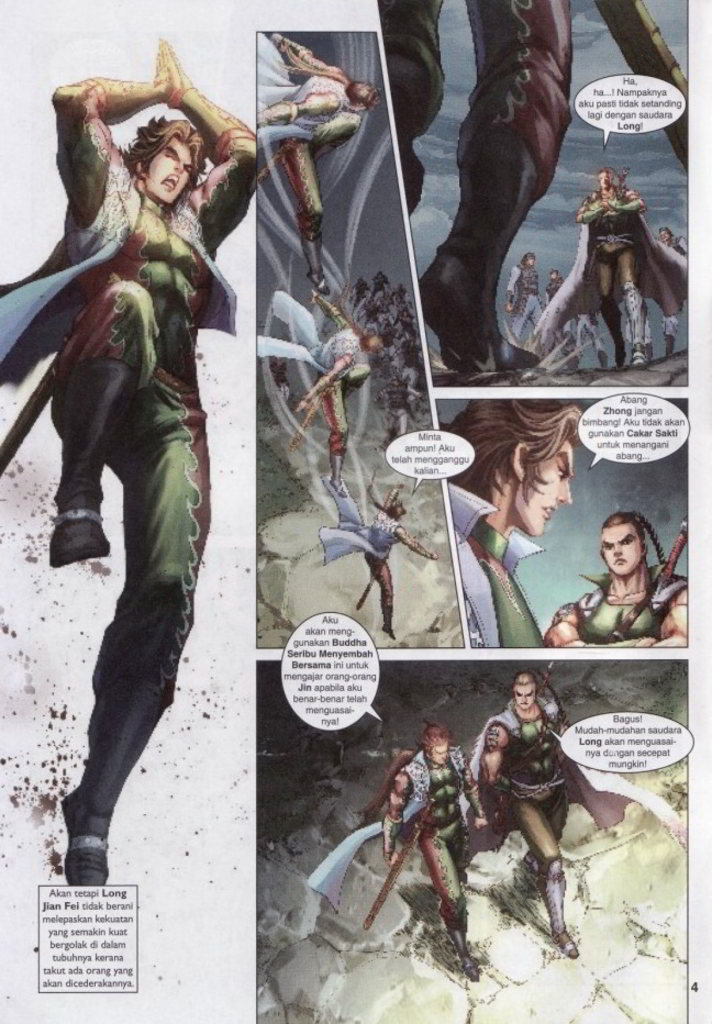 Akan tetapi Long
Jian Fei tidak berani
melepaskan kekuatan
yang semakin kuat
bergolak di dalam
tubuhnya kerana
takut ada orang yang
akan dicederakannya.
Minta
ampun! Aku
telah mengganggu
kalian...
Ha,
ha...! Nampaknya
aku pasti tidak setanding
lagi dengan saudara
Long!
Abang
Zhong jangan
bimbang! Aku tidak akan
gunakan Cakar Sakti
untuk menangani
abang...
Aku
akan meng-
gunakan Buddha
Seribu Menyembah
Bersama ini untuk
mengajar orang-orang
Jin apabila aku
benar-benar telah
menguasai-
nya!
Bagus!
Mudah-mudahan saudara
Long akan menguasai-
nya dengan secepat
mungkin!
4